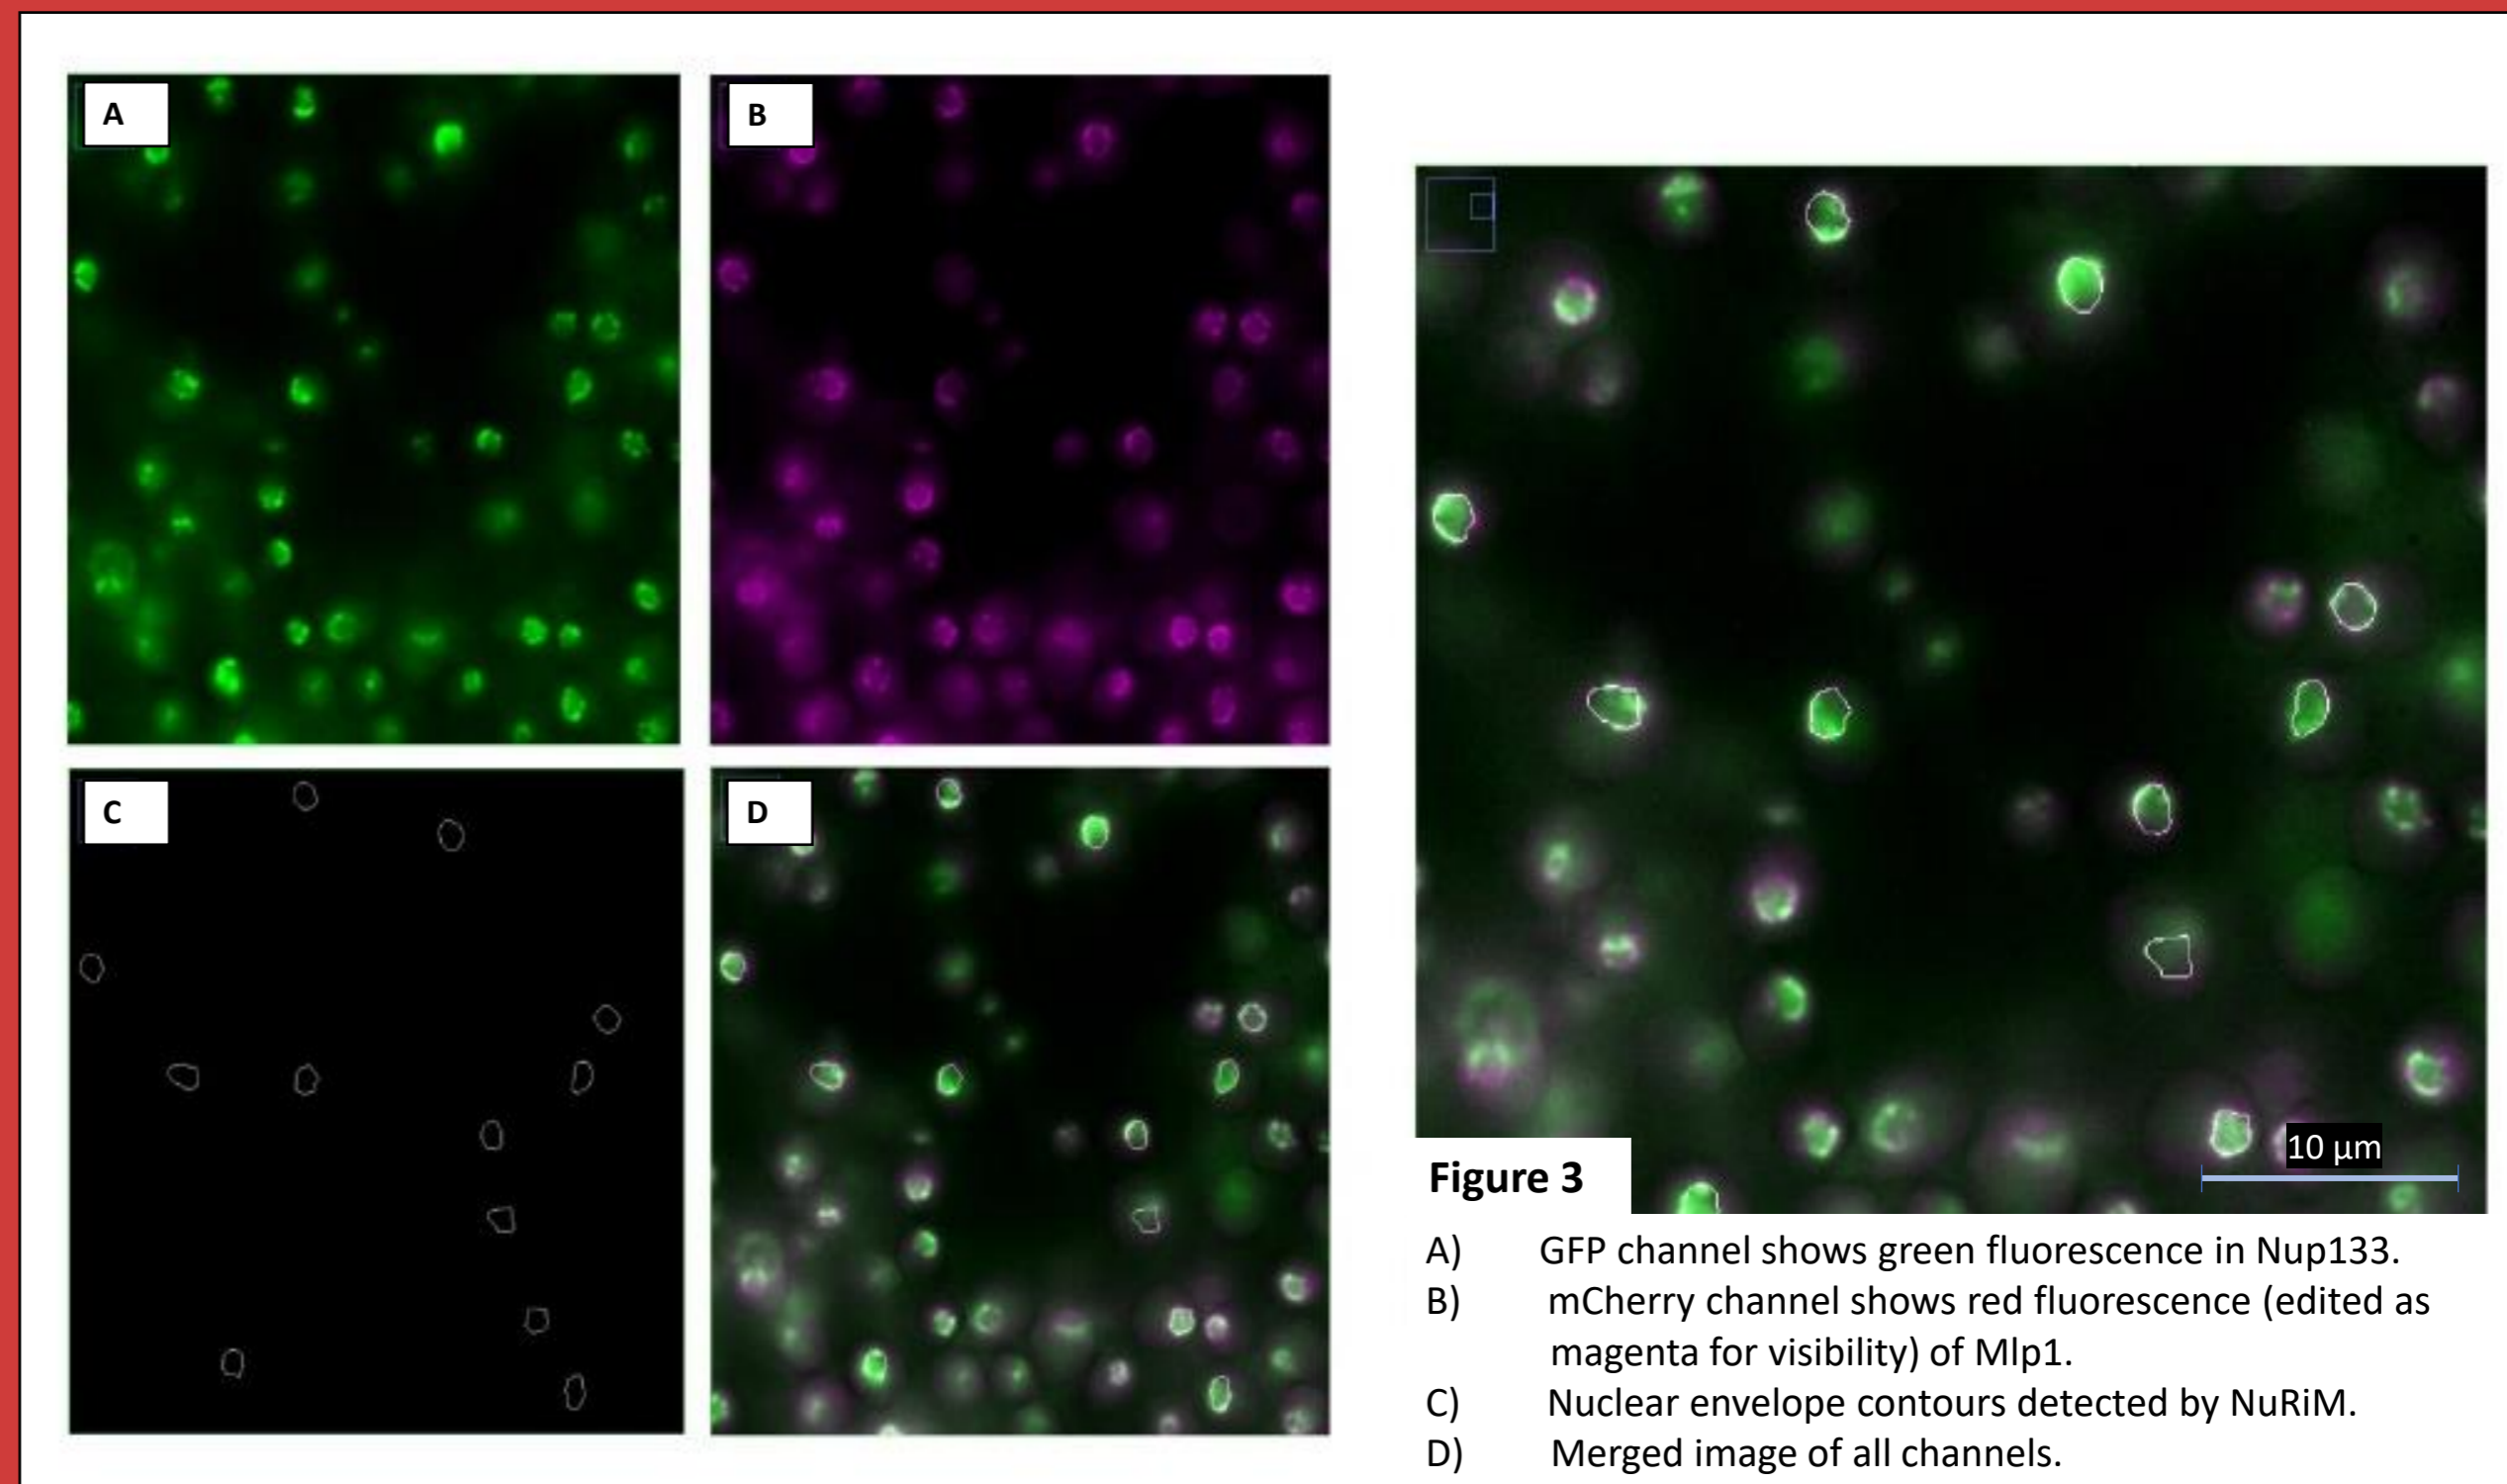 A
B
C
D
10 µm
Figure 3
A) GFP channel shows green fluorescence in Nup133.
B) mCherry channel shows red fluorescence (edited as
magenta for visibility) of Mlp1.
C) Nuclear envelope contours detected by NuRiM.
D) Merged image of all channels.